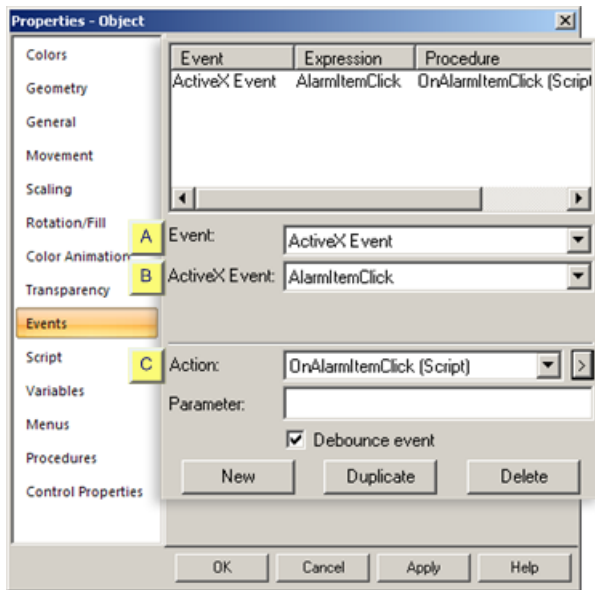 Properties - Object
Colors
Geometry
General
Movement
Scaling
Rotation/Fill
Color Animation
Transparency
Events
Script
Variables
Menus
Procedures
Control Properties
Event Expression Procedure
ActiveX Event AlarmItemClick OnAlarmItemClick (Script
A Event: ActiveX Event
B ActiveX Event: AlarmItemClick
C Action: OnAlarmItemClick (Script) >
Parameter:
Debounce event
New Duplicate Delete
OK Cancel Apply Help